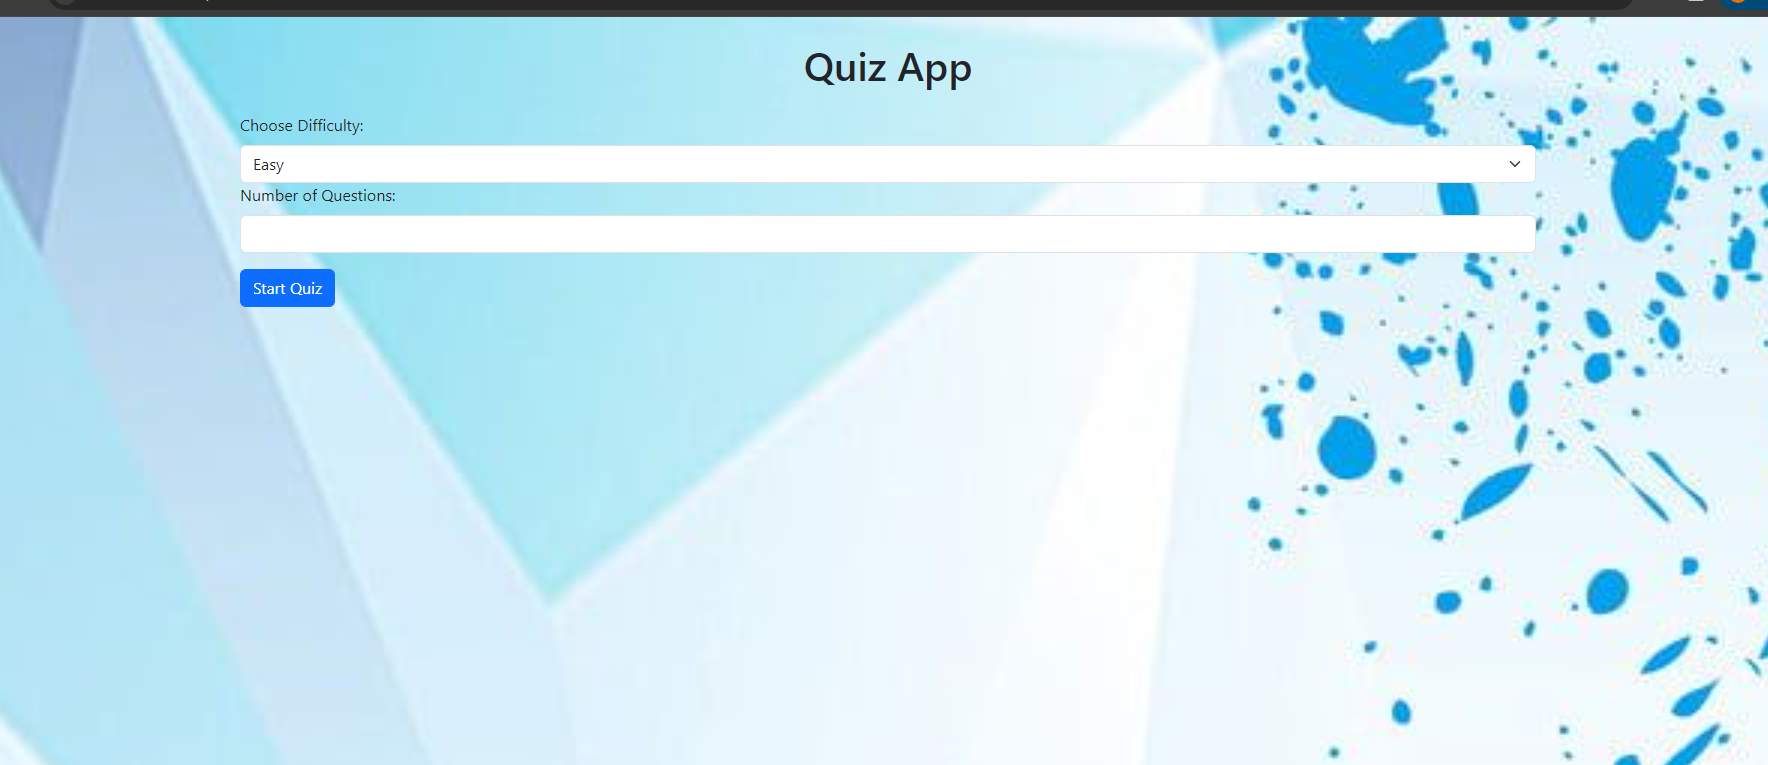 Quiz App
Choose Difficulty:
Easy
Number of Questions:
Start Quiz